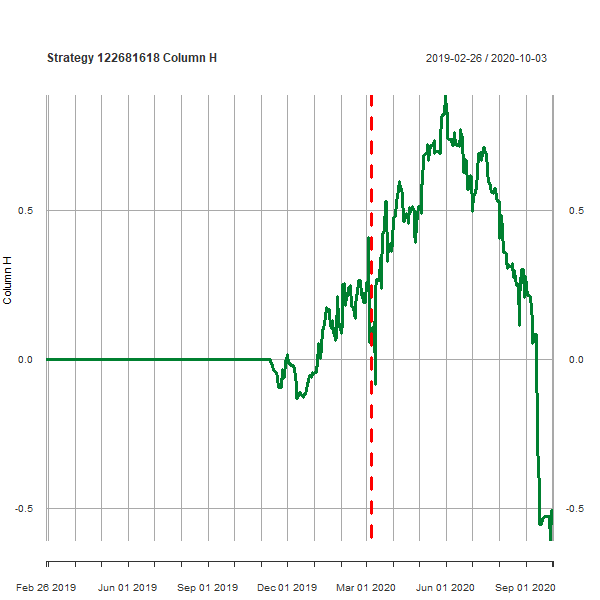 Strategy 122681618 Column H
2019-02-26 / 2020-10-03
Column H
0.5
0.0
-0.5
0.5
0.0
-0.5
Feb 26 2019
Jun 01 2019
Sep 01 2019
Dec 01 2019
Mar 01 2020
Jun 01 2020
Sep 01 2020